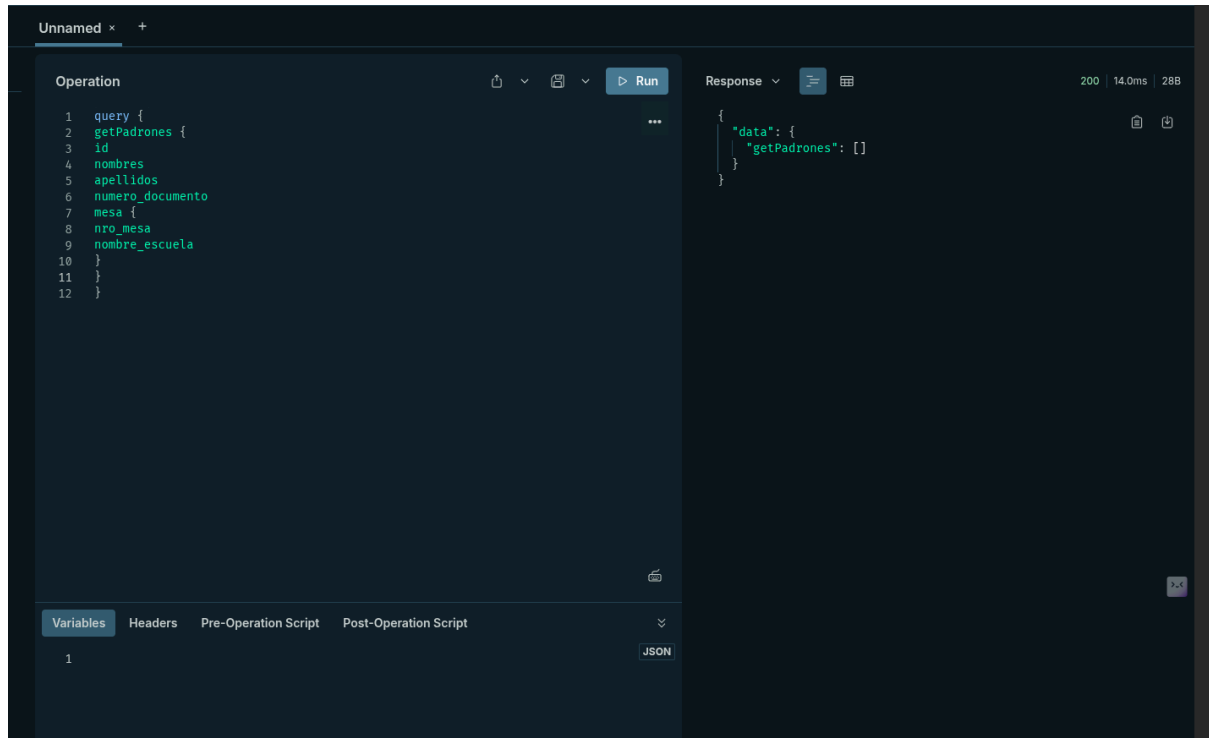 Unnamed × +
Operation
Run
1 query {
2 getPadrones {
3 id
4 nombres
5 apellidos
6 numero_documento
7 mesa {
8 nro_mesa
9 nombre_escuela
10 }
11 }
12 }
Variables Headers Pre-Operation Script Post-Operation Script
1
JSON
Response
200 14.0ms 28B
{
"data": {
"getPadrones": []
}
}